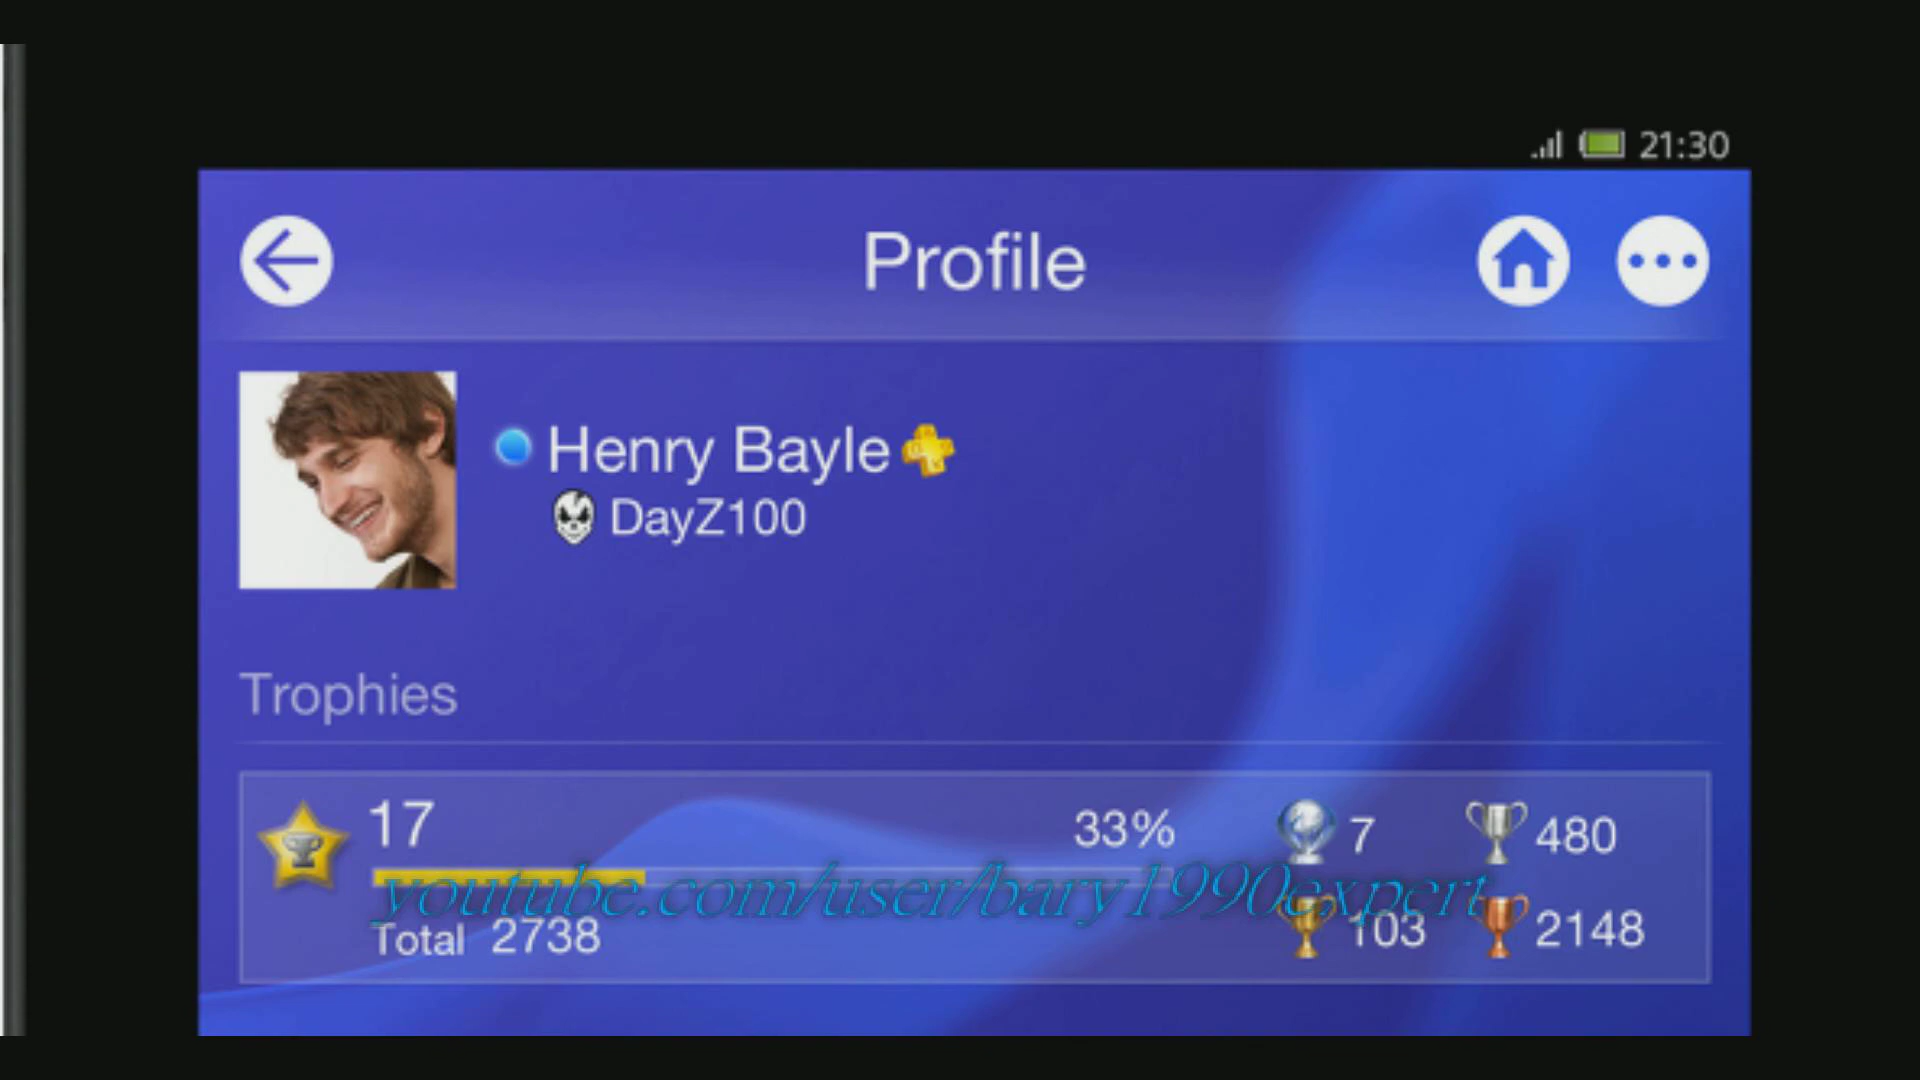 21:30
Profile
Henry Bayle
DayZ100
Trophies
17
33%
7
480
youtube.com/user/bary1990expert
Total 2738
103
2148